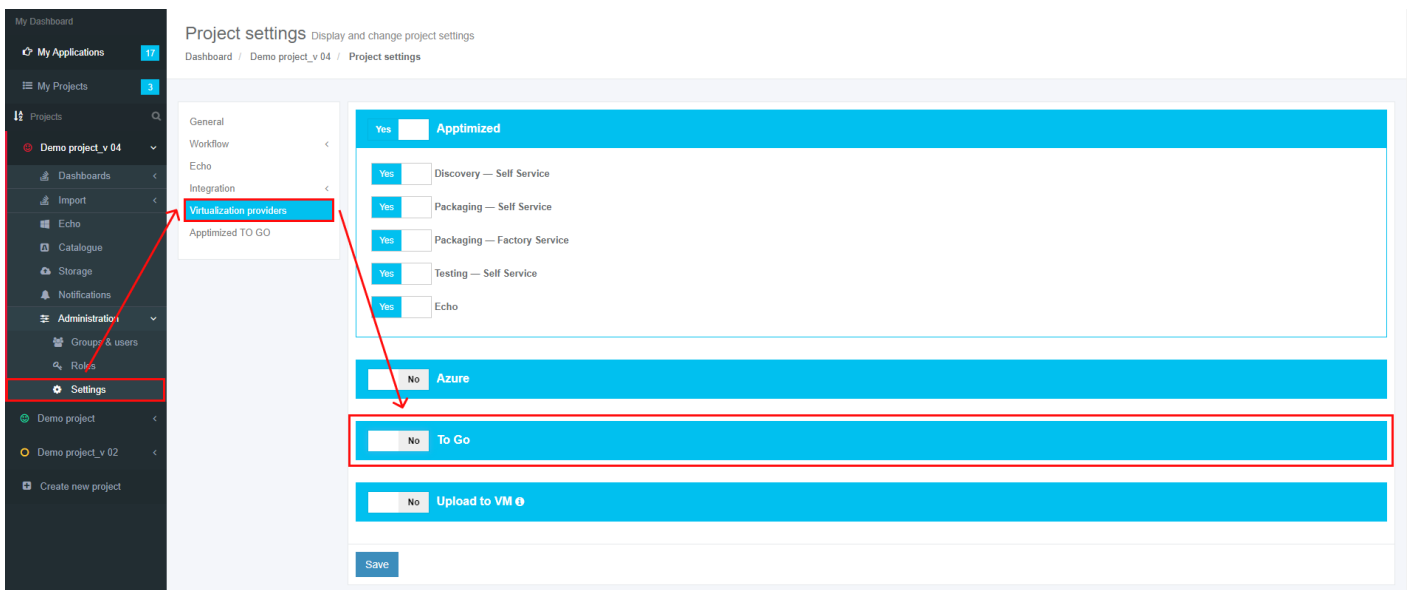 My Dashboard
My Applications 17
My Projects 3
Projects
Demo project_v 04
Dashboards
Import
Echo
Catalogue
Storage
Notifications
Administration
Groups & users
Roles
Settings
Demo project
Demo project_v 02
Create new project
Project settings Display and change project settings
Dashboard / Demo project_v 04 / Project settings
General
Workflow
Echo
Integration
Virtualization providers
Apptimized TO GO
Yes Apptimized
Yes Discovery — Self Service
Yes Packaging — Self Service
Yes Packaging — Factory Service
Yes Testing — Self Service
Yes Echo
No Azure
No To Go
No Upload to VM
Save